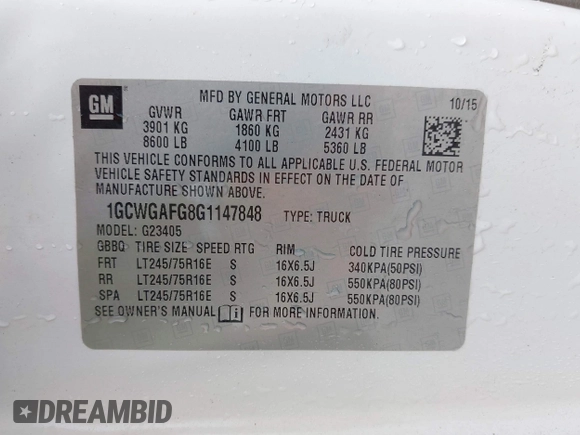 GM
MFD BY GENERAL MOTORS LLC 10/15
GVWR GAWR FRT GAWR RR
3901 KG 1860 KG 2431 KG
8600 LB 4100 LB 5360 LB
THIS VEHICLE CONFORMS TO ALL APPLICABLE U.S. FEDERAL MOTOR
VEHICLE SAFETY STANDARDS IN EFFECT ON THE DATE OF
MANUFACTURE SHOWN ABOVE.
1GCWGAFG8G1147848 TYPE: TRUCK
MODEL: G23405
GBBQ TIRE SIZE SPEED RTG RIM COLD TIRE PRESSURE
FRT LT245/75R16E S 16X6.5J 340KPA(50PSI)
RR LT245/75R16E S 16X6.5J 550KPA(80PSI)
SPA LT245/75R16E S 16X6.5J 550KPA(80PSI)
SEE OWNER'S MANUAL FOR MORE INFORMATION.
DREAMBID